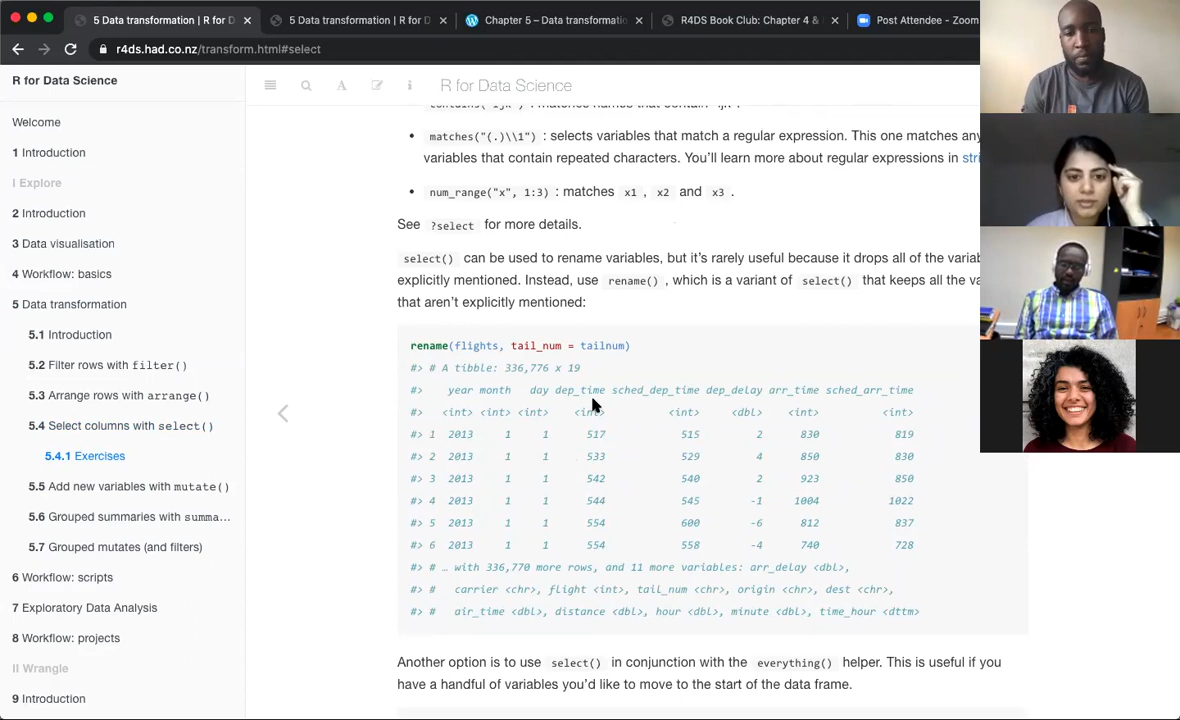 5 Data transformation | R for D
5 Data transformation | R for D
Chapter 5 – Data transformatio
R4DS Book Club: Chapter 4 &
Post Attendee - Zoom
r4ds.had.co.nz/transform.html#select
R for Data Science
R for Data Science
Welcome
1 Introduction
I Explore
2 Introduction
3 Data visualisation
4 Workflow: basics
5 Data transformation
5.1 Introduction
5.2 Filter rows with filter()
5.3 Arrange rows with arrange()
5.4 Select columns with select()
5.4.1 Exercises
5.5 Add new variables with mutate()
5.6 Grouped summaries with summa…
5.7 Grouped mutates (and filters)
6 Workflow: scripts
7 Exploratory Data Analysis
8 Workflow: projects
II Wrangle
9 Introduction
contains("ijk") : matches names that contain "ijk".
• matches("(.)\\1") : selects variables that match a regular expression. This one matches any
variables that contain repeated characters. You'll learn more about regular expressions in stri
• num_range("x", 1:3) : matches x1 , x2 and x3 .
See ?select for more details.
select() can be used to rename variables, but it's rarely useful because it drops all of the variab
explicitly mentioned. Instead, use rename() , which is a variant of select() that keeps all the va
that aren't explicitly mentioned:
rename(flights, tail_num = tailnum)
#> # A tibble: 336,776 x 19
#> year month day dep_time sched_dep_time dep_delay arr_time sched_arr_time
#> <int> <int> <int> <int> <int> <dbl> <int> <int>
#> 1 2013 1 1 517 515 2 830 819
#> 2 2013 1 1 533 529 4 850 830
#> 3 2013 1 1 542 540 2 923 850
#> 4 2013 1 1 544 545 -1 1004 1022
#> 5 2013 1 1 554 600 -6 812 837
#> 6 2013 1 1 554 558 -4 740 728
#> # … with 336,770 more rows, and 11 more variables: arr_delay <dbl>,
#> # carrier <chr>, flight <int>, tail_num <chr>, origin <chr>, dest <chr>,
#> # air_time <dbl>, distance <dbl>, hour <dbl>, minute <dbl>, time_hour <dttm>
Another option is to use select() in conjunction with the everything() helper. This is useful if you
have a handful of variables you'd like to move to the start of the data frame.